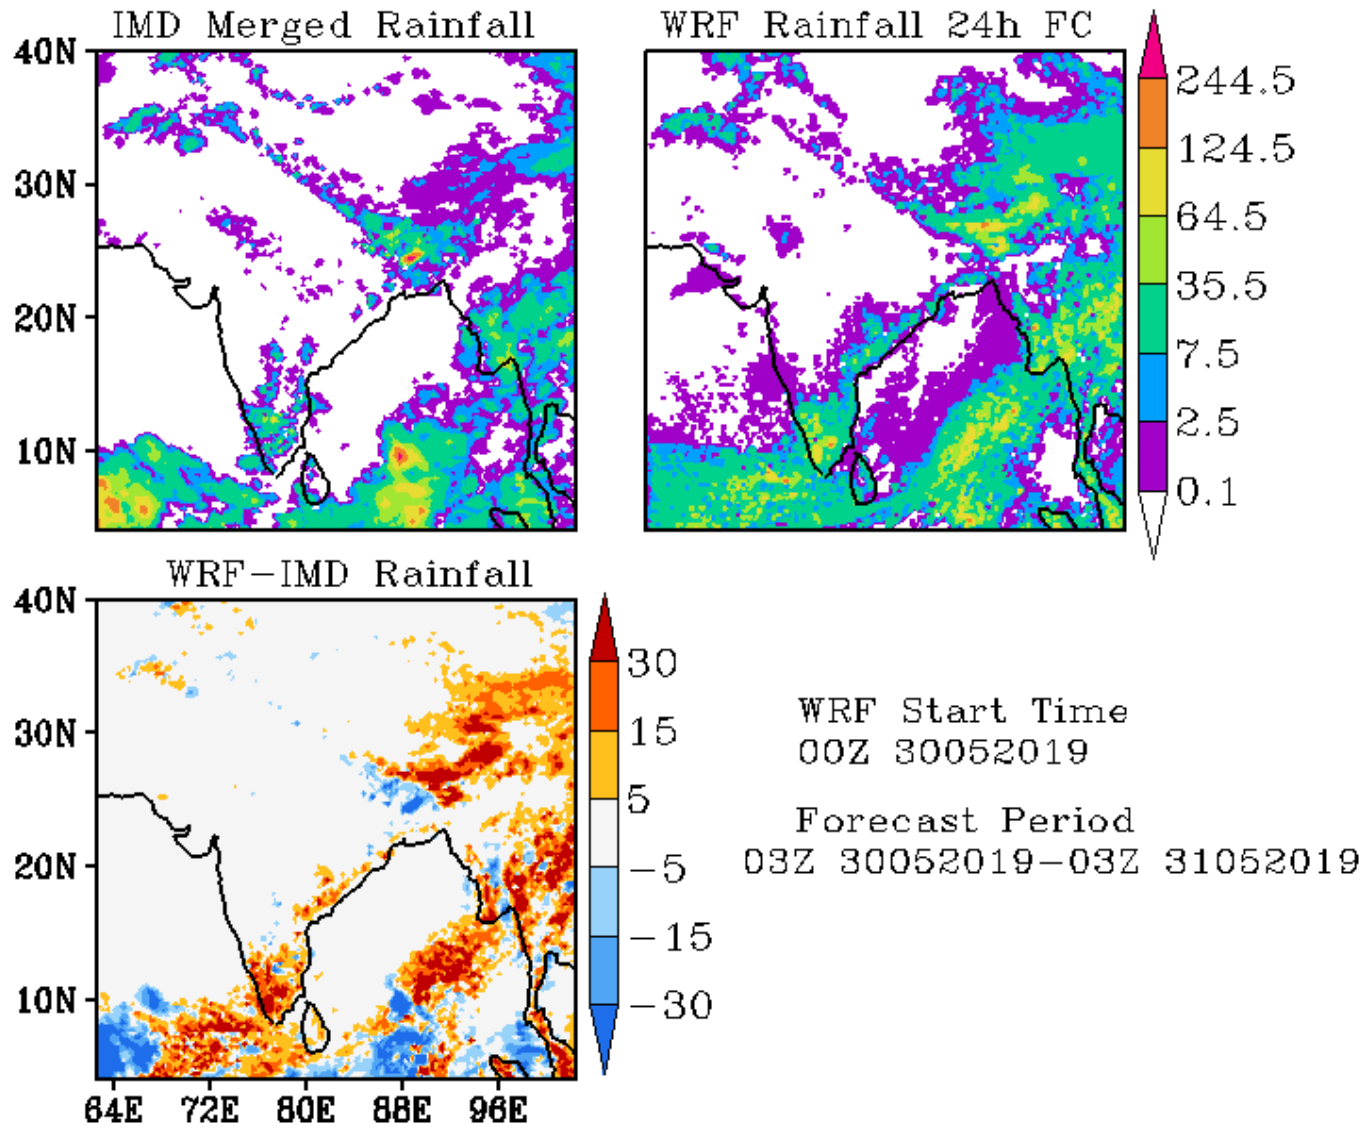 IMD Merged Rainfall
WRF Rainfall 24h FC
40N
30N
20N
10N
244.5
124.5
64.5
35.5
7.5
2.5
0.1
WRF-IMD Rainfall
40N
30N
20N
10N
64E 72E 80E 88E 96E
30
15
5
-5
-15
-30
WRF Start Time
00Z 30052019
Forecast Period
03Z 30052019-03Z 31052019